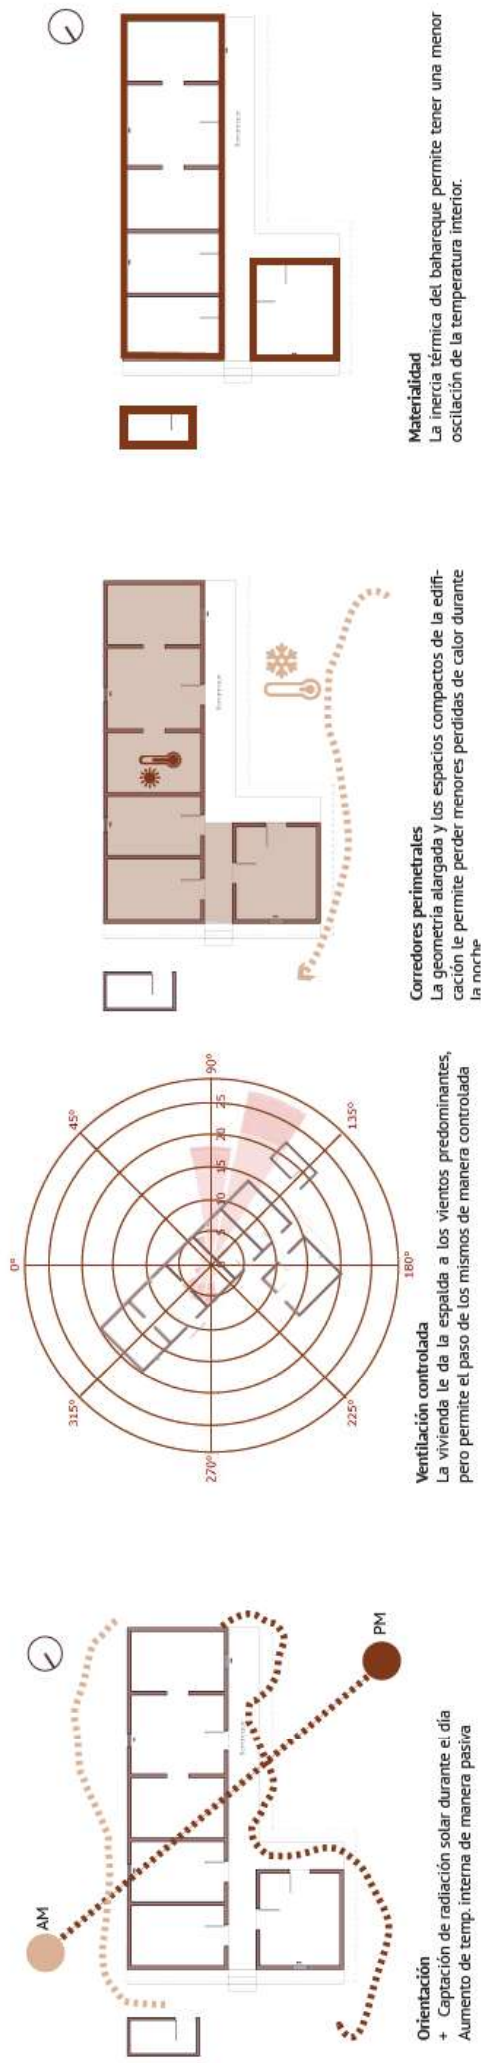 AM
PM
Orientación
+ Captación de radiación solar durante el día
Aumento de temp. interna de manera pasiva
0°
45°
90°
135°
180°
225°
270°
315°
5
10
15
20
25
Ventilación controlada
La vivienda le da la espalda a los vientos predominantes,
pero permite el paso de los mismos de manera controlada
Corredores perimetrales
La geometría alargada y los espacios compactos de la edifi-
cación le permite perder menores perdidas de calor durante
la noche
Materialidad
La inercia térmica del bahareque permite tener una menor
oscilación de la temperatura interior.